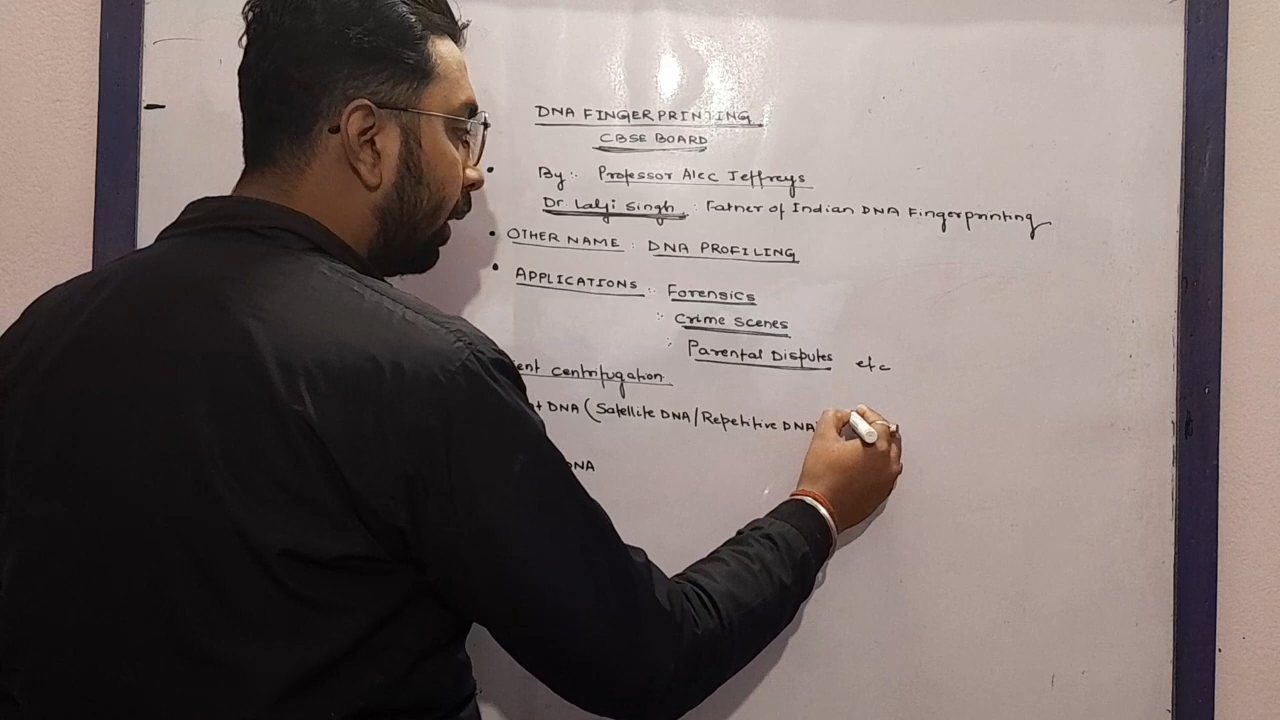 DNA FINGERPRINTING
CBSE BOARD
• By:- Professor Alec Jeffreys
Dr. Lalji Singh : Father of Indian DNA Fingerprinting
• OTHER NAME : DNA PROFILING
• APPLICATIONS :- Forensics
:- Crime Scenes
:- Parental Disputes etc
centrifugation
DNA (Satellite DNA/Repetitive DNA)
DNA